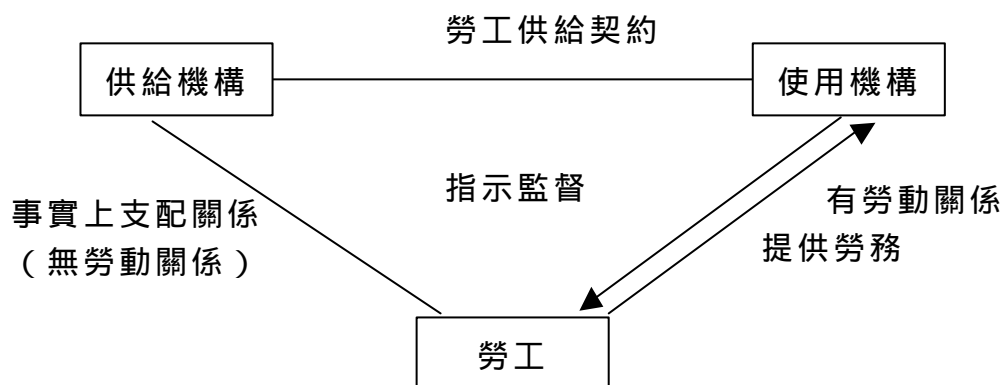 勞工供給契約
供給機構
使用機構
指示監督
事實上支配關係
（無勞動關係）
有勞動關係
提供勞務
勞工